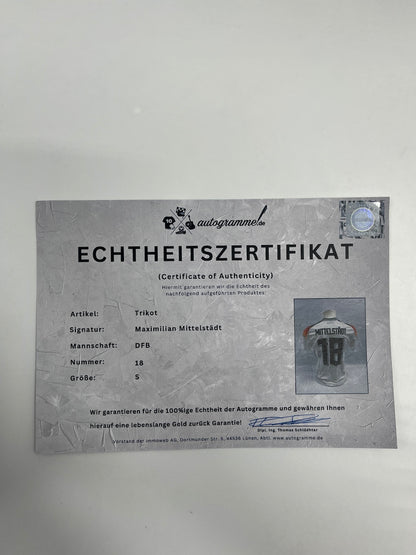 autogramme.de
ECHTHEITSZERTIFIKAT
(Certificate of Authenticity)
Hiermit garantieren wir die Echtheit des
nachfolgend aufgeführten Produktes:
Artikel: Trikot
Signatur: Maximilian Mittelstädt
Mannschaft: DFB
Nummer: 18
Größe: S
MITTELSTÄDT
18
Wir garantieren für die 100%ige Echtheit der Autogramme und gewähren Ihnen
hierauf eine lebenslange Geld zurück Garantie!
Dipl. Ing. Thomas Schlüchter
Vorstand der immoweb AG, Dortmunder Str. 5, 44536 Lünen, Abtl. www.autogramme.de